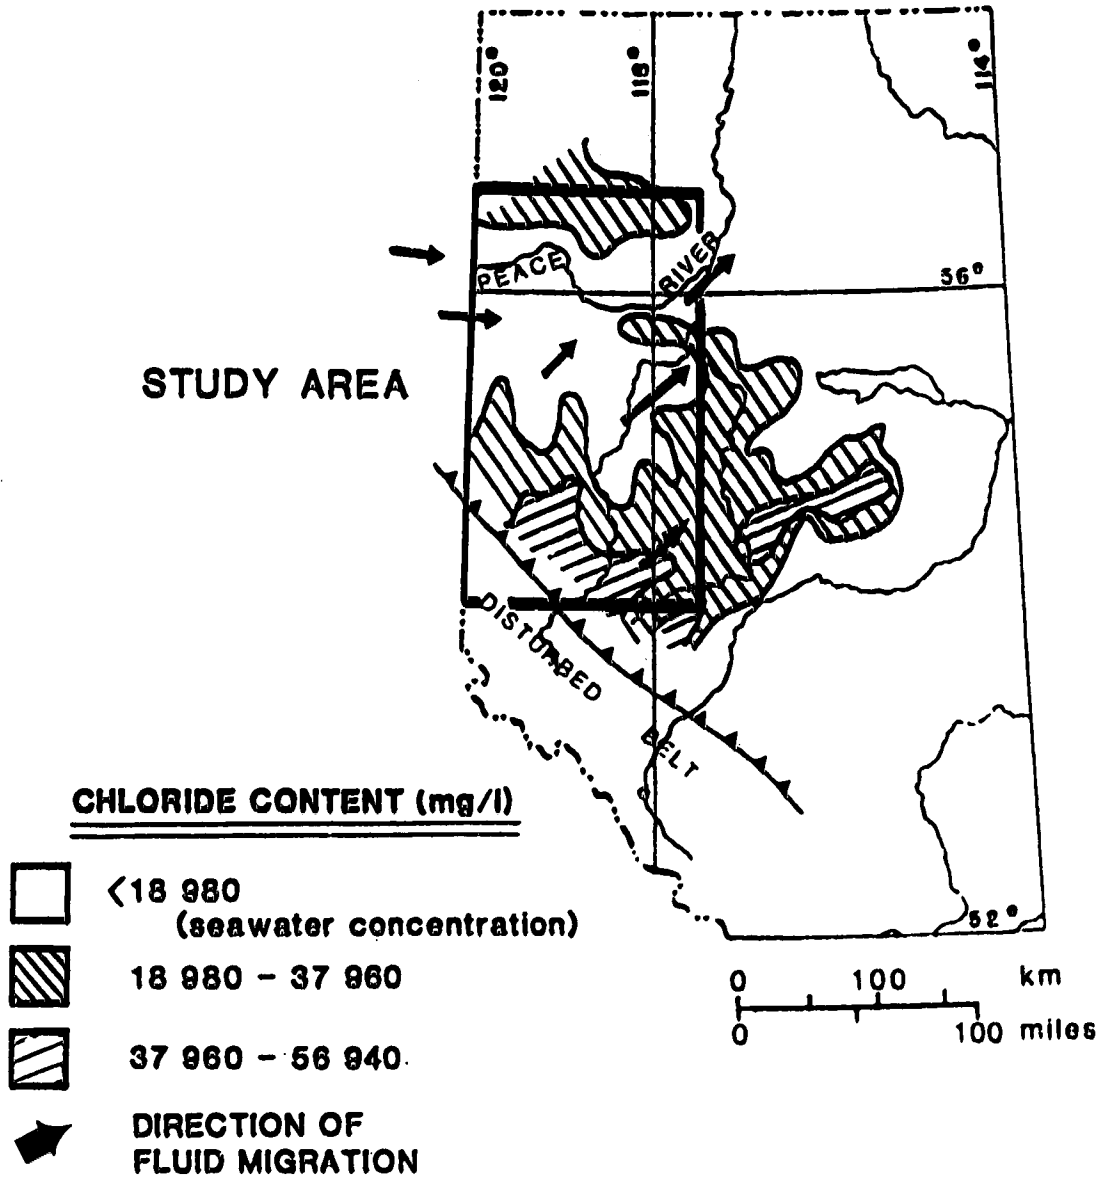 120°
118°
114°
PEACE
RIVER
56°
STUDY AREA
DISTURBED
BELT
CHLORIDE CONTENT (mg/l)
<18 980
(seawater concentration)
18 980 - 37 960
37 960 - 56 940
DIRECTION OF
FLUID MIGRATION
52°
0 100 km
0 100 miles